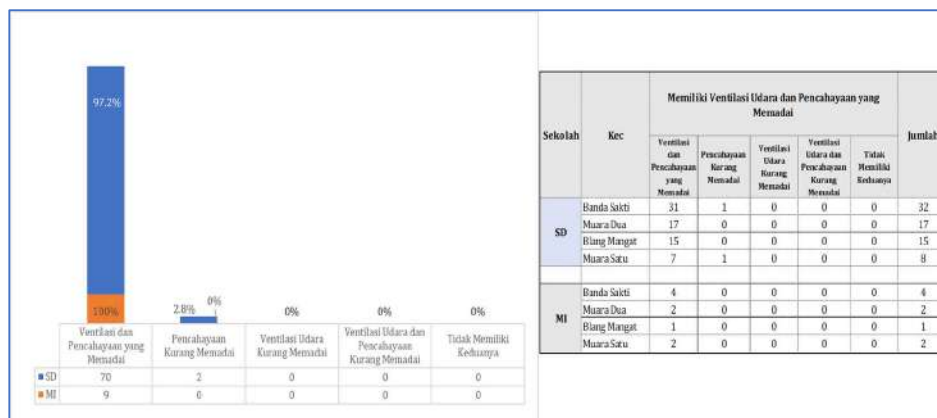 97.2%
100%
2.8%
0%
0%
0%
0%
Ventilasi dan Pencahayaan yang Memadai
Pencahayaan Kurang Memadai
Ventilasi Udara Kurang Memadai
Ventilasi Udara dan Pencahayaan Kurang Memadai
Tidak Memiliki Keduanya
SD 70 2 0 0 0
MI 9 0 0 0 0
Sekolah
Kec
Memiliki Ventilasi Udara dan Pencahayaan yang Memadai
Jumlah
Ventilasi dan Pencahayaan yang Memadai
Pencahayaan Kurang Memadai
Ventilasi Udara Kurang Memadai
Ventilasi Udara dan Pencahayaan Kurang Memadai
Tidak Memiliki Keduanya
SD
Banda Sakti 31 1 0 0 0 32
Muara Dua 17 0 0 0 0 17
Blang Mangat 15 0 0 0 0 15
Muara Satu 7 1 0 0 0 8
MI
Banda Sakti 4 0 0 0 0 4
Muara Dua 2 0 0 0 0 2
Blang Mangat 1 0 0 0 0 1
Muara Satu 2 0 0 0 0 2